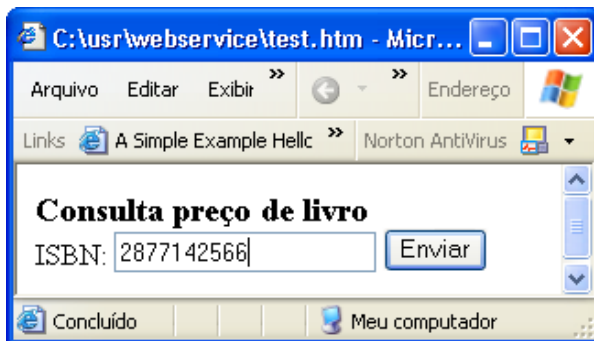 C:\usr\webservice\test.htm - Micr...
Arquivo Editar Exibir » » Endereço
Links A Simple Example Hellc » Norton AntiVirus
Consulta preço de livro
ISBN: 2877142566 Enviar
Concluído Meu computador